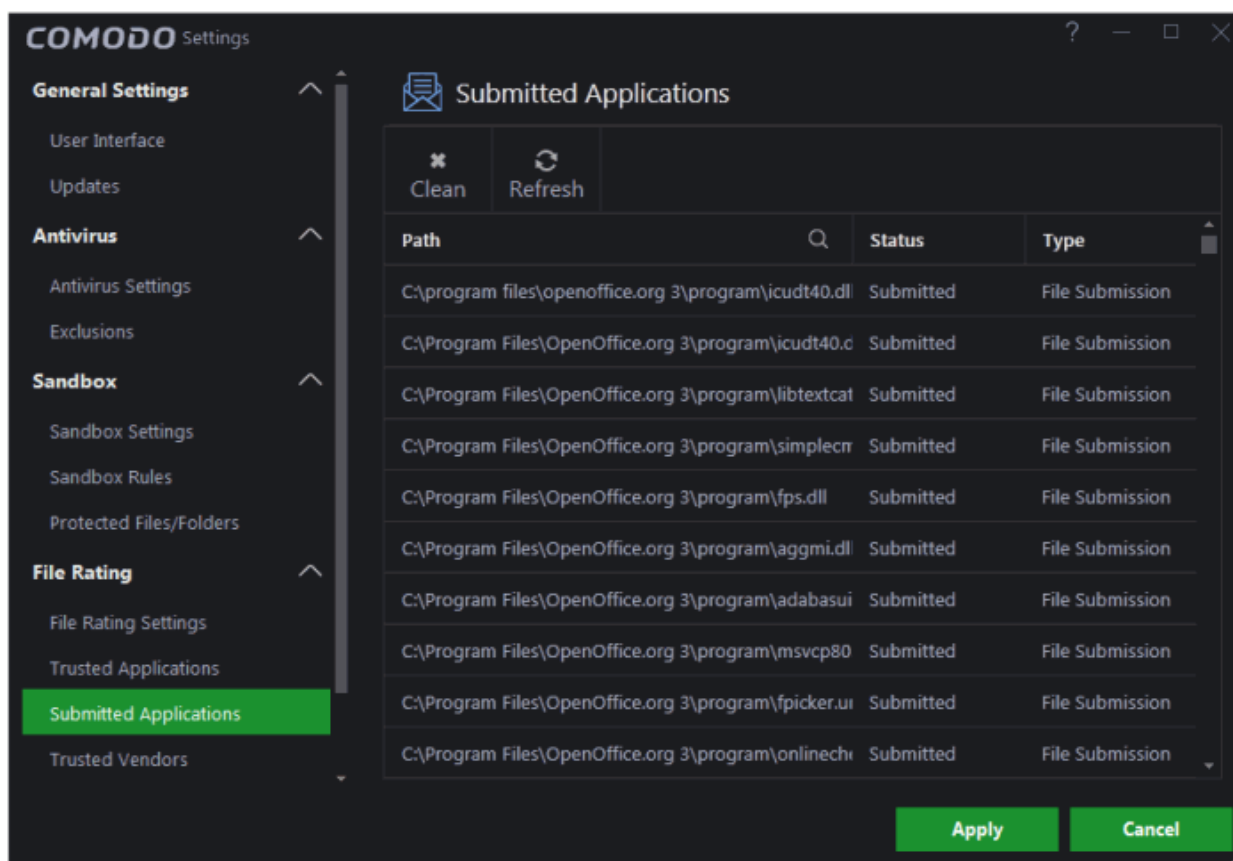 COMODO Settings
?
General Settings
User Interface
Updates
Antivirus
Antivirus Settings
Exclusions
Sandbox
Sandbox Settings
Sandbox Rules
Protected Files/Folders
File Rating
File Rating Settings
Trusted Applications
Submitted Applications
Trusted Vendors
Submitted Applications
Clean Refresh
Path Status Type
C:\program files\openoffice.org 3\program\icudt40.dll Submitted File Submission
C:\Program Files\OpenOffice.org 3\program\icudt40.d Submitted File Submission
C:\Program Files\OpenOffice.org 3\program\libtextcat Submitted File Submission
C:\Program Files\OpenOffice.org 3\program\simplecm Submitted File Submission
C:\Program Files\OpenOffice.org 3\program\fps.dll Submitted File Submission
C:\Program Files\OpenOffice.org 3\program\aggmi.dll Submitted File Submission
C:\Program Files\OpenOffice.org 3\program\adabasui Submitted File Submission
C:\Program Files\OpenOffice.org 3\program\msvcp80 Submitted File Submission
C:\Program Files\OpenOffice.org 3\program\fpicker.ui Submitted File Submission
C:\Program Files\OpenOffice.org 3\program\onlineche Submitted File Submission
Apply Cancel